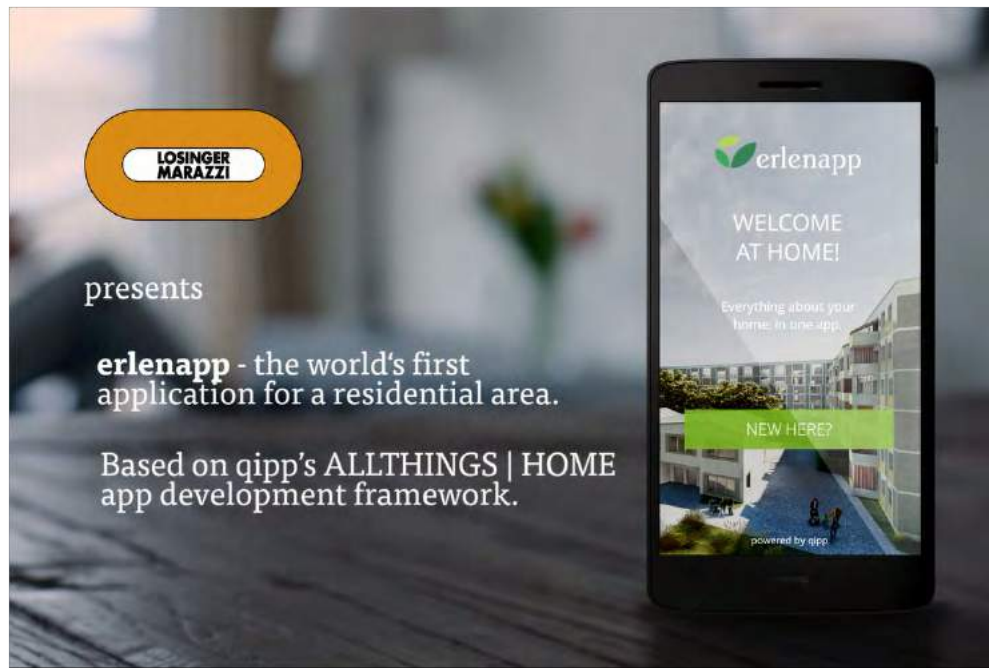 LOSINGER
MARAZZI
presents
erlenapp - the world's first
application for a residential area.
Based on qipp's ALLTHINGS | HOME
app development framework.
erlenapp
WELCOME
AT HOME!
Everything about your
home; in one app.
NEW HERE?
powered by qipp